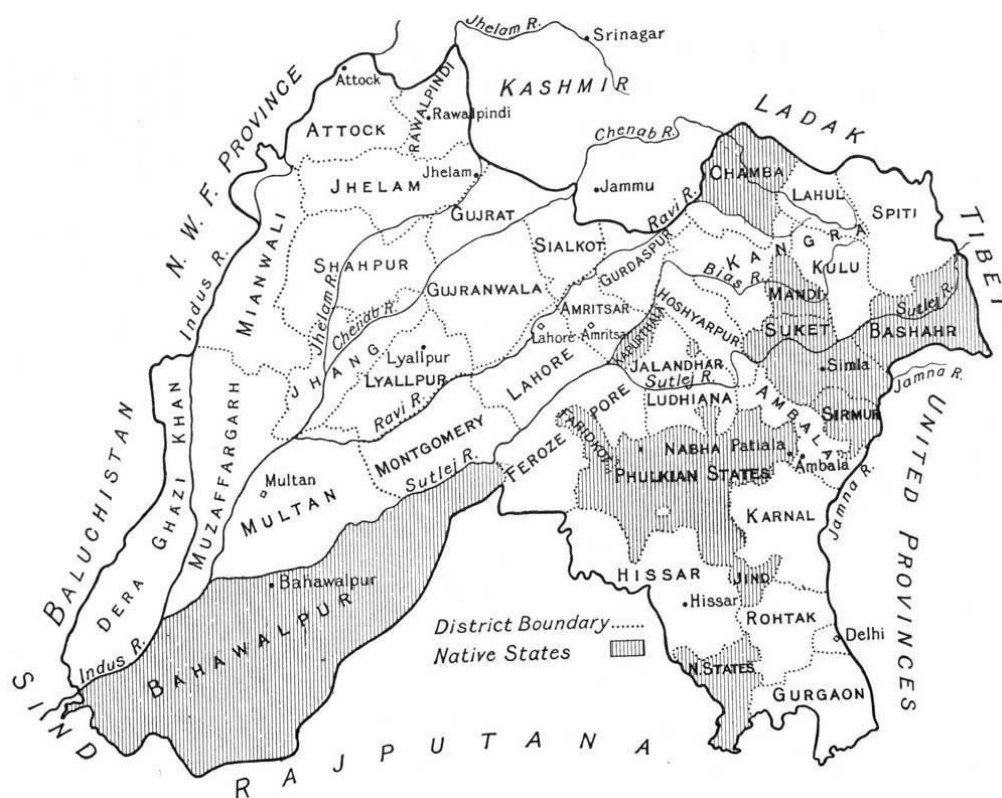 Jhelam R.
Srinagar
KASHMIR
Attock
RAWALPINDI
Rawalpindi
ATTOCK
N. W. F. PROVINCE
LADAK
Chenab R.
CHAMBA
JHELAM
Jhelam
Jammu
LAHUL
SPITI
Ravi R.
GUJRAT
SIALKOT
GURDASPUR
KANGRA
KULU
TIBET
Indus R.
MIANWALI
SHAHPUR
Jhelam R.
Chenab R.
GUJRANWALA
Bias R.
MANDI
Sutlej R.
AMRITSAR
Lahore
Amritsar
KAPURTHALA
HOSHYARPUR
SUKET
BASHAHR
JHANG
Lyallpur
LYALLPUR
LAHORE
JALANDHAR
Simla
Jamna R.
Ravi R.
Sutlej R.
LUDHIANA
AMBALA
SIRMUR
BALUCHISTAN
DERA GHAZI KHAN
MUZAFFARGARH
MONTGOMERY
FEROZE PORE
FARIDKOT
NABHA
Patiala
Ambala
PHULKIAN STATES
UNITED PROVINCES
Multan
MULTAN
Sutlej R.
Jamna R.
KARNAL
Bahawalpur
BAHAWALPUR
HISSAR
Hissar
JIND
ROHTAK
Delhi
District Boundary
Native States
Indus R.
N. STATES
GURGAON
SIND
RAJPUTANA